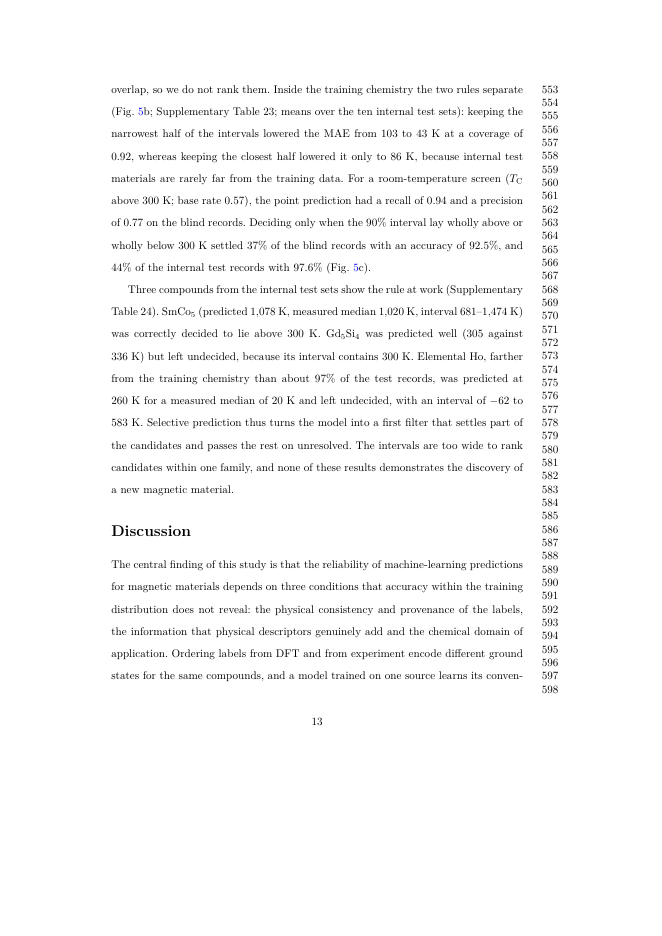 overlap, so we do not rank them. Inside the training chemistry the two rules separate
(Fig. 5b; Supplementary Table 23; means over the ten internal test sets): keeping the
narrowest half of the intervals lowered the MAE from 103 to 43 K at a coverage of
0.92, whereas keeping the closest half lowered it only to 86 K, because internal test
materials are rarely far from the training data. For a room-temperature screen (T_C
above 300 K; base rate 0.57), the point prediction had a recall of 0.94 and a precision
of 0.77 on the blind records. Deciding only when the 90% interval lay wholly above or
wholly below 300 K settled 37% of the blind records with an accuracy of 92.5%, and
44% of the internal test records with 97.6% (Fig. 5c).
Three compounds from the internal test sets show the rule at work (Supplementary
Table 24). SmCo₅ (predicted 1,078 K, measured median 1,020 K, interval 681–1,474 K)
was correctly decided to lie above 300 K. Gd₅Si₄ was predicted well (305 against
336 K) but left undecided, because its interval contains 300 K. Elemental Ho, farther
from the training chemistry than about 97% of the test records, was predicted at
260 K for a measured median of 20 K and left undecided, with an interval of −62 to
583 K. Selective prediction thus turns the model into a first filter that settles part of
the candidates and passes the rest on unresolved. The intervals are too wide to rank
candidates within one family, and none of these results demonstrates the discovery of
a new magnetic material.
Discussion
The central finding of this study is that the reliability of machine-learning predictions
for magnetic materials depends on three conditions that accuracy within the training
distribution does not reveal: the physical consistency and provenance of the labels,
the information that physical descriptors genuinely add and the chemical domain of
application. Ordering labels from DFT and from experiment encode different ground
states for the same compounds, and a model trained on one source learns its conven-
13
553
554
555
556
557
558
559
560
561
562
563
564
565
566
567
568
569
570
571
572
573
574
575
576
577
578
579
580
581
582
583
584
585
586
587
588
589
590
591
592
593
594
595
596
597
598